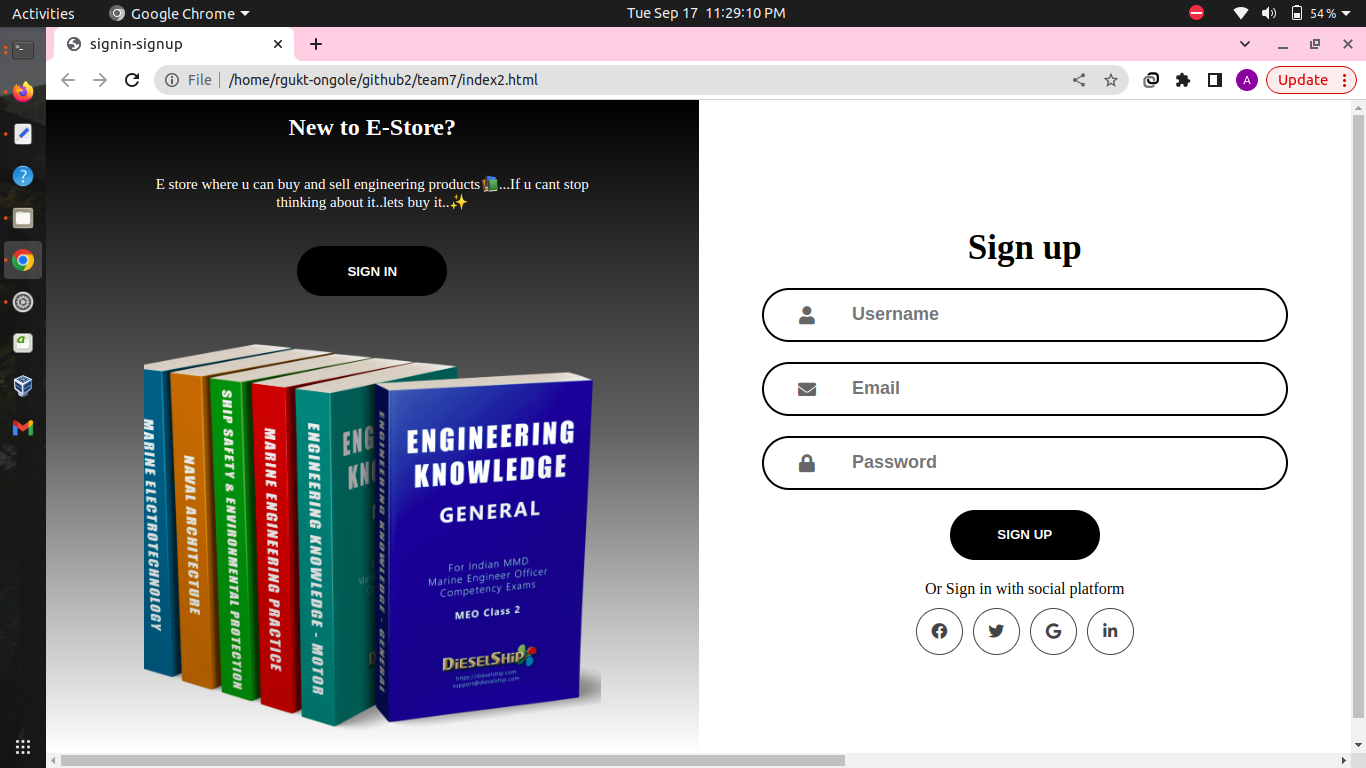 Activities
Google Chrome
Tue Sep 17 11:29:10 PM
54 %
signin-signup
File
/home/rgukt-ongole/github2/team7/index2.html
A
Update
New to E-Store?
E store where u can buy and sell engineering products📚...If u cant stop
thinking about it..lets buy it..✨
SIGN IN
MARINE ELECTROTECHNOLOGY
NAVAL ARCHITECTURE
SHIP SAFETY & ENVIRONMENTAL PROTECTION
MARINE ENGINEERING PRACTICE
ENGINEERING KNOWLEDGE - MOTOR
ENGINEERING KNOWLEDGE - GENERAL
ENGINEERING
KNOWLEDGE
GENERAL
For Indian MMD
Marine Engineer Officer
Competency Exams
MEO Class 2
DIESELSHIP
https://dieselship.com
support@dieselship.com
Sign up
Username
Email
Password
SIGN UP
Or Sign in with social platform